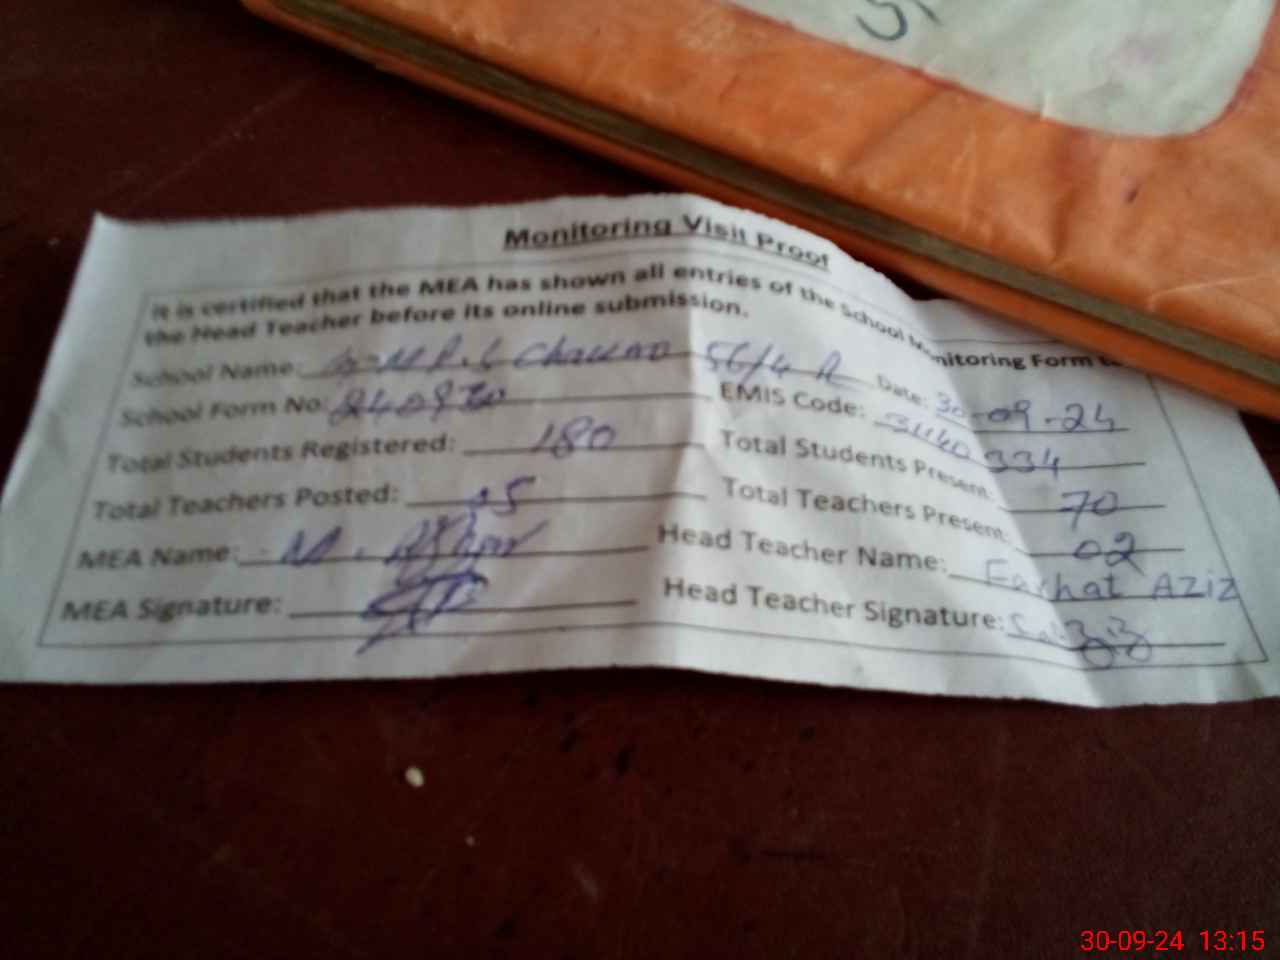 Monitoring Visit Proof
It is certified that the MEA has shown all entries of the School Monitoring Form to
the Head Teacher before its online submission.
School Name: G-M P.S 56/4 R Date: 30-09-24
School Form No: EMIS Code: 334
Total Students Registered: 180 Total Students Present: 70
Total Teachers Posted: 05 Total Teachers Present: 02
MEA Name: M. Head Teacher Name: Farhat AZIZ
MEA Signature: Head Teacher Signature:
30-09-24 13:15